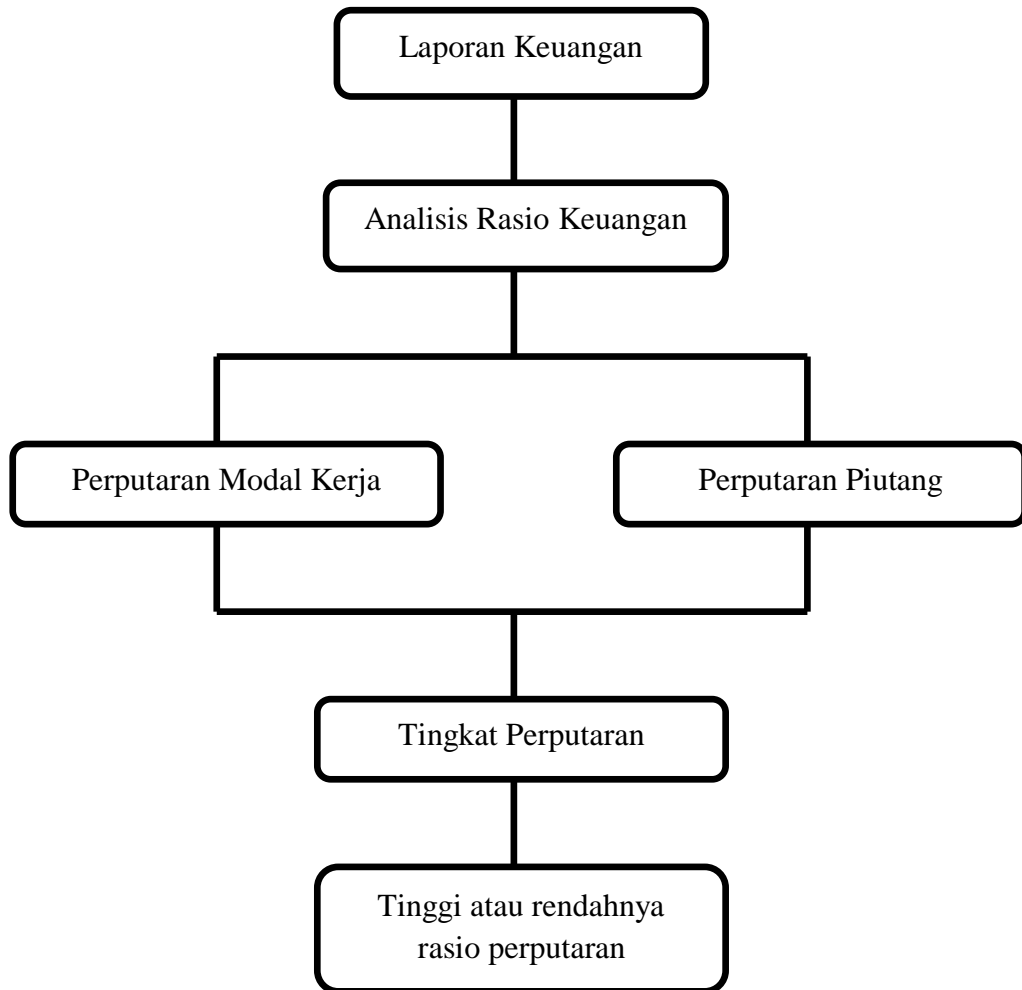 Laporan Keuangan
Analisis Rasio Keuangan
Perputaran Modal Kerja
Perputaran Piutang
Tingkat Perputaran
Tinggi atau rendahnya
rasio perputaran